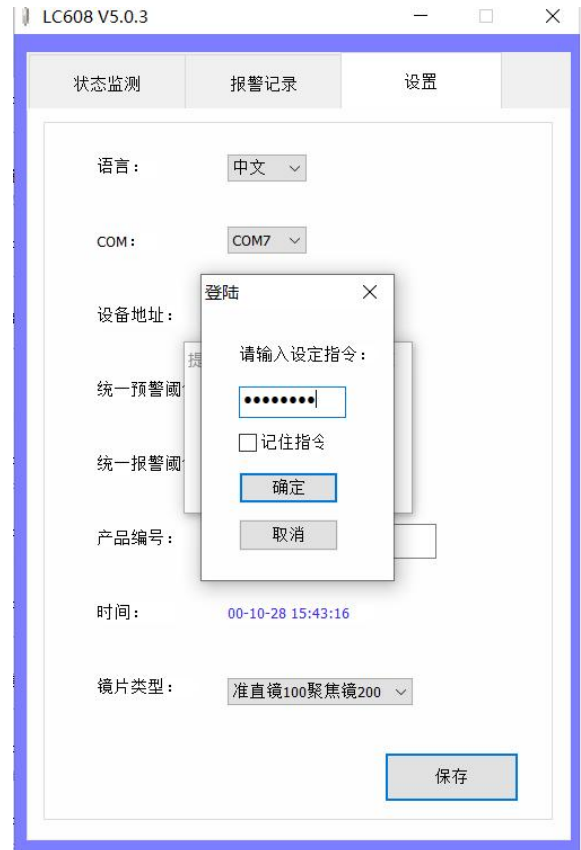 LC608 V5.0.3
状态监测 报警记录 设置
语言： 中文
COM： COM7
登陆
设备地址：
请输入设定指令：
提
统一预警阈
●●●●●●●●
记住指令
统一报警阈
确定
产品编号：
取消
时间： 00-10-28 15:43:16
镜片类型： 准直镜100聚焦镜200
保存